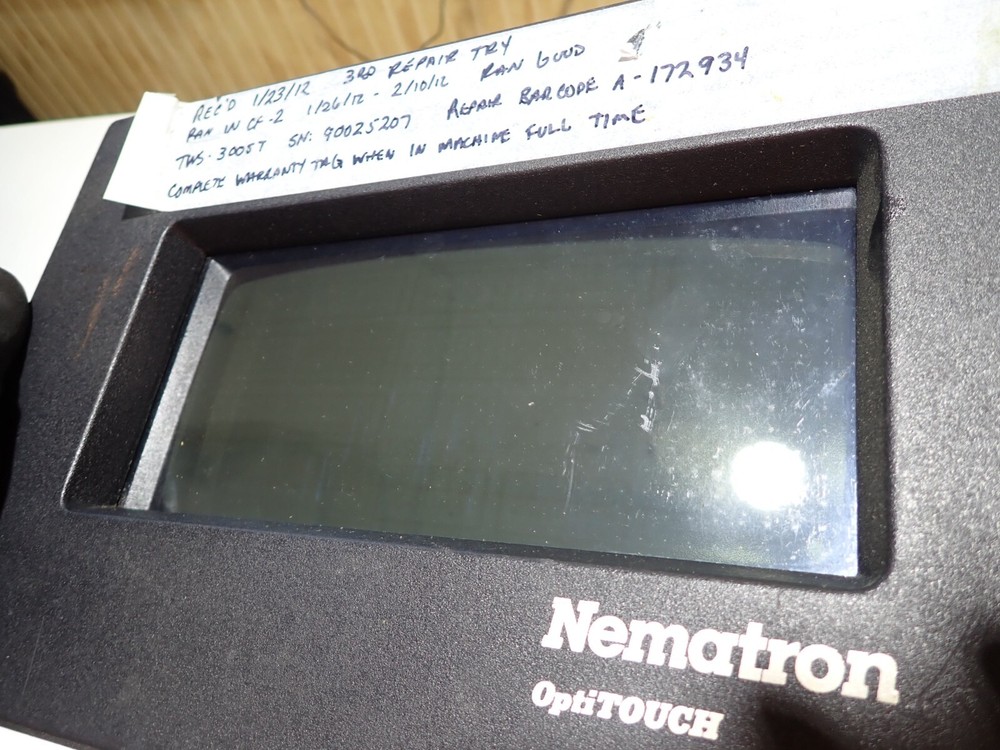 REC'D 1/23/12 3RD REPAIR TRY
RAN IN CF-2 1/26/12 - 2/10/12 RAN GOOD
TWS-3005T SN: 90025207 REPAIR BARCODE A-172934
COMPLETE WARRANTY TAG WHEN IN MACHINE FULL TIME
Nematron
OptiTOUCH